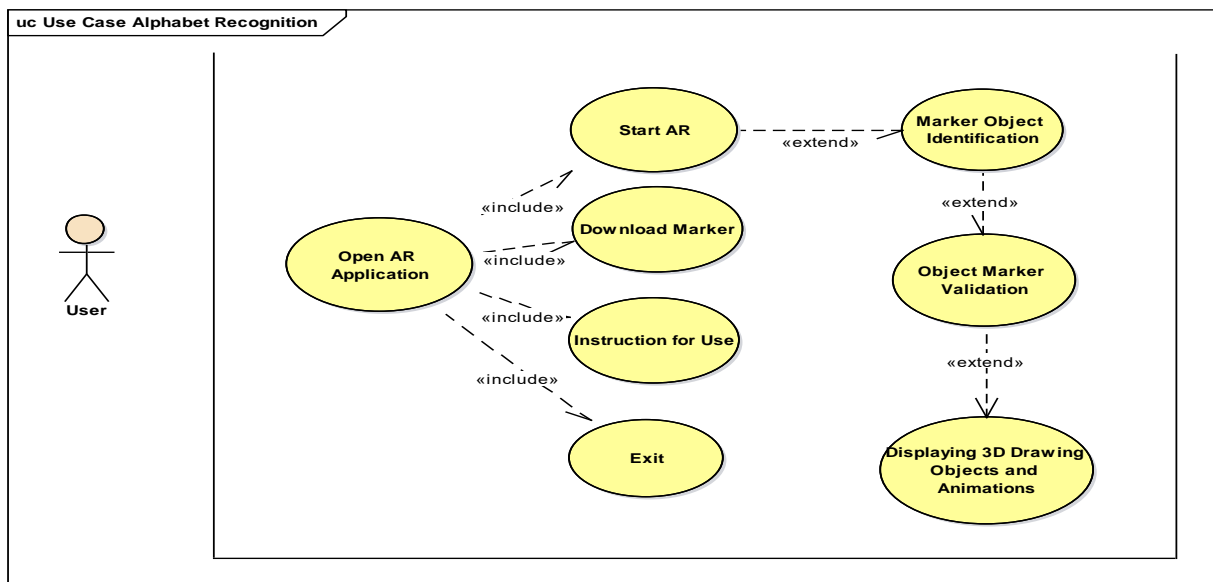 uc Use Case Alphabet Recognition
User
Open AR
Application
«include»
«include»
«include»
«include»
Start AR
Download Marker
Instruction for Use
Exit
«extend»
Marker Object
Identification
«extend»
Object Marker
Validation
«extend»
Displaying 3D Drawing
Objects and
Animations